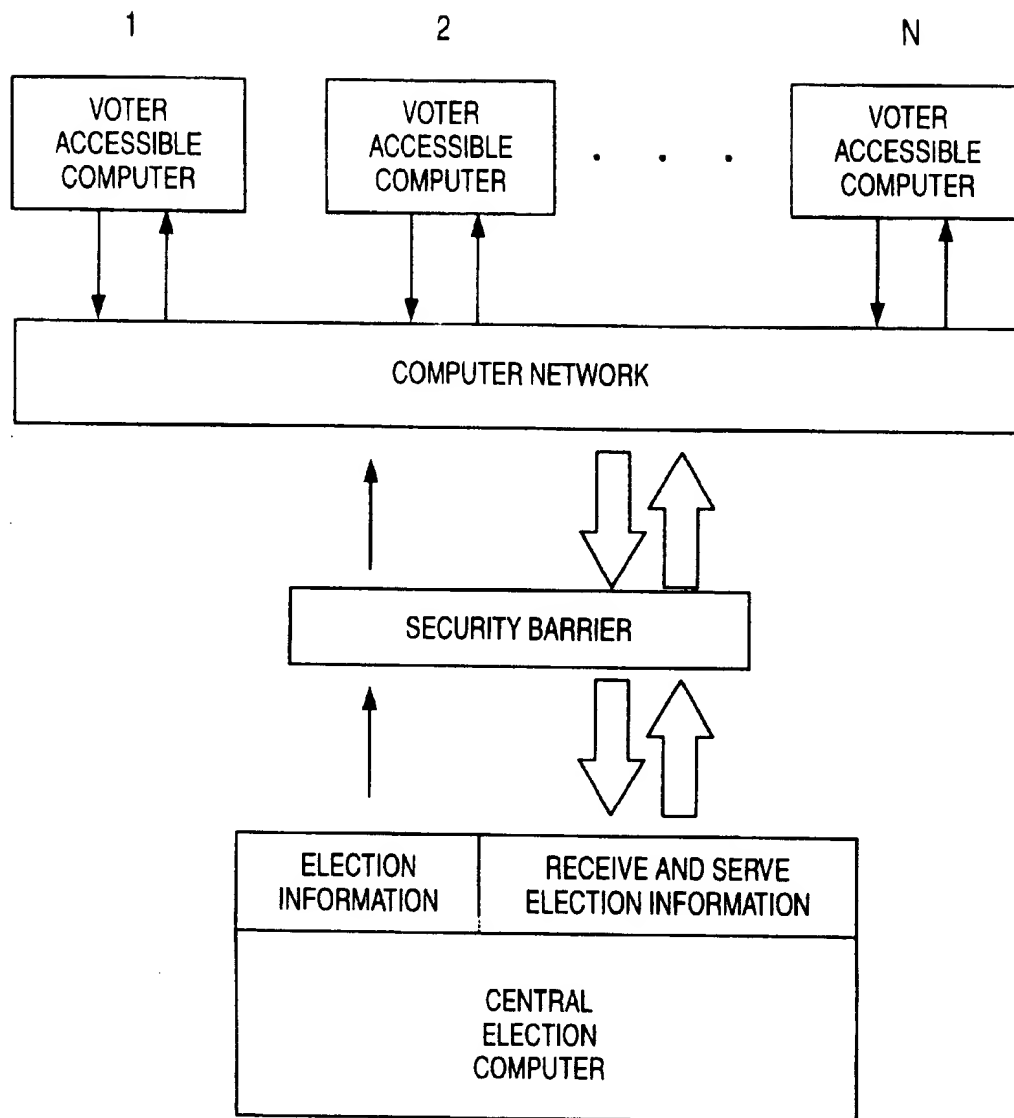 1
2
N
VOTER
ACCESSIBLE
COMPUTER
VOTER
ACCESSIBLE
COMPUTER
. . .
VOTER
ACCESSIBLE
COMPUTER
COMPUTER NETWORK
SECURITY BARRIER
ELECTION
INFORMATION
RECEIVE AND SERVE
ELECTION INFORMATION
CENTRAL
ELECTION
COMPUTER